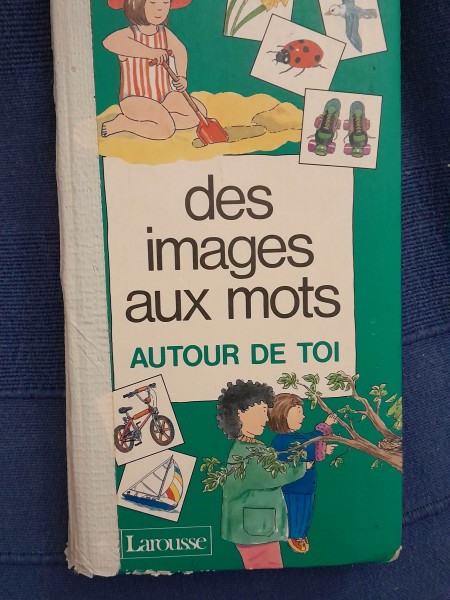 des
images
aux mots
AUTOUR DE TOI
Larousse